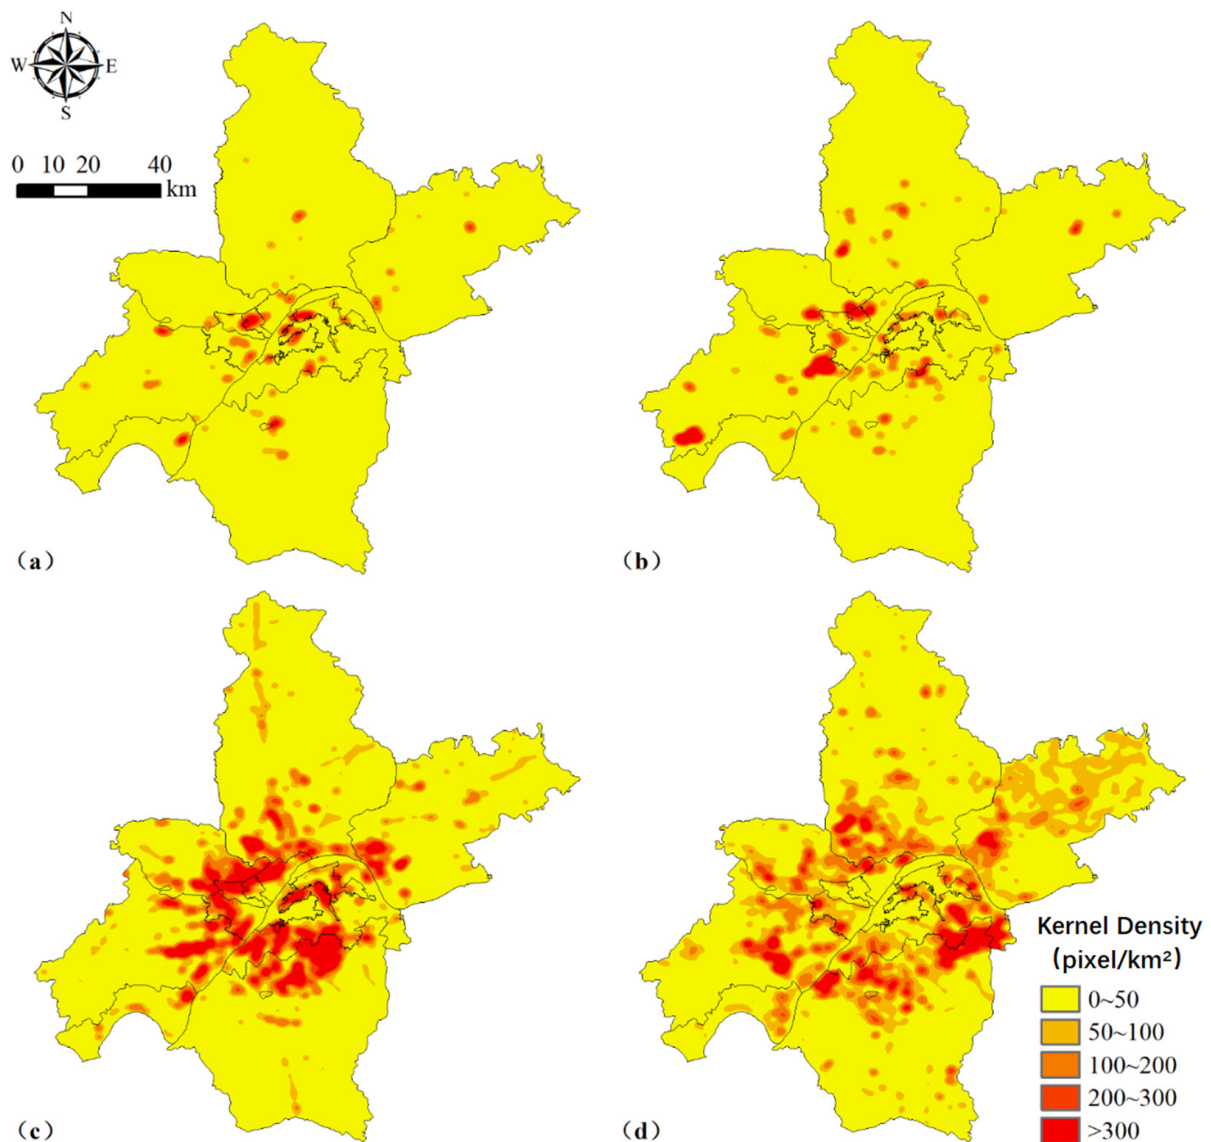 N
W E
S
0 10 20 40
km
（a）
（b）
（c）
（d）
Kernel Density
(pixel/km²)
0~50
50~100
100~200
200~300
>300